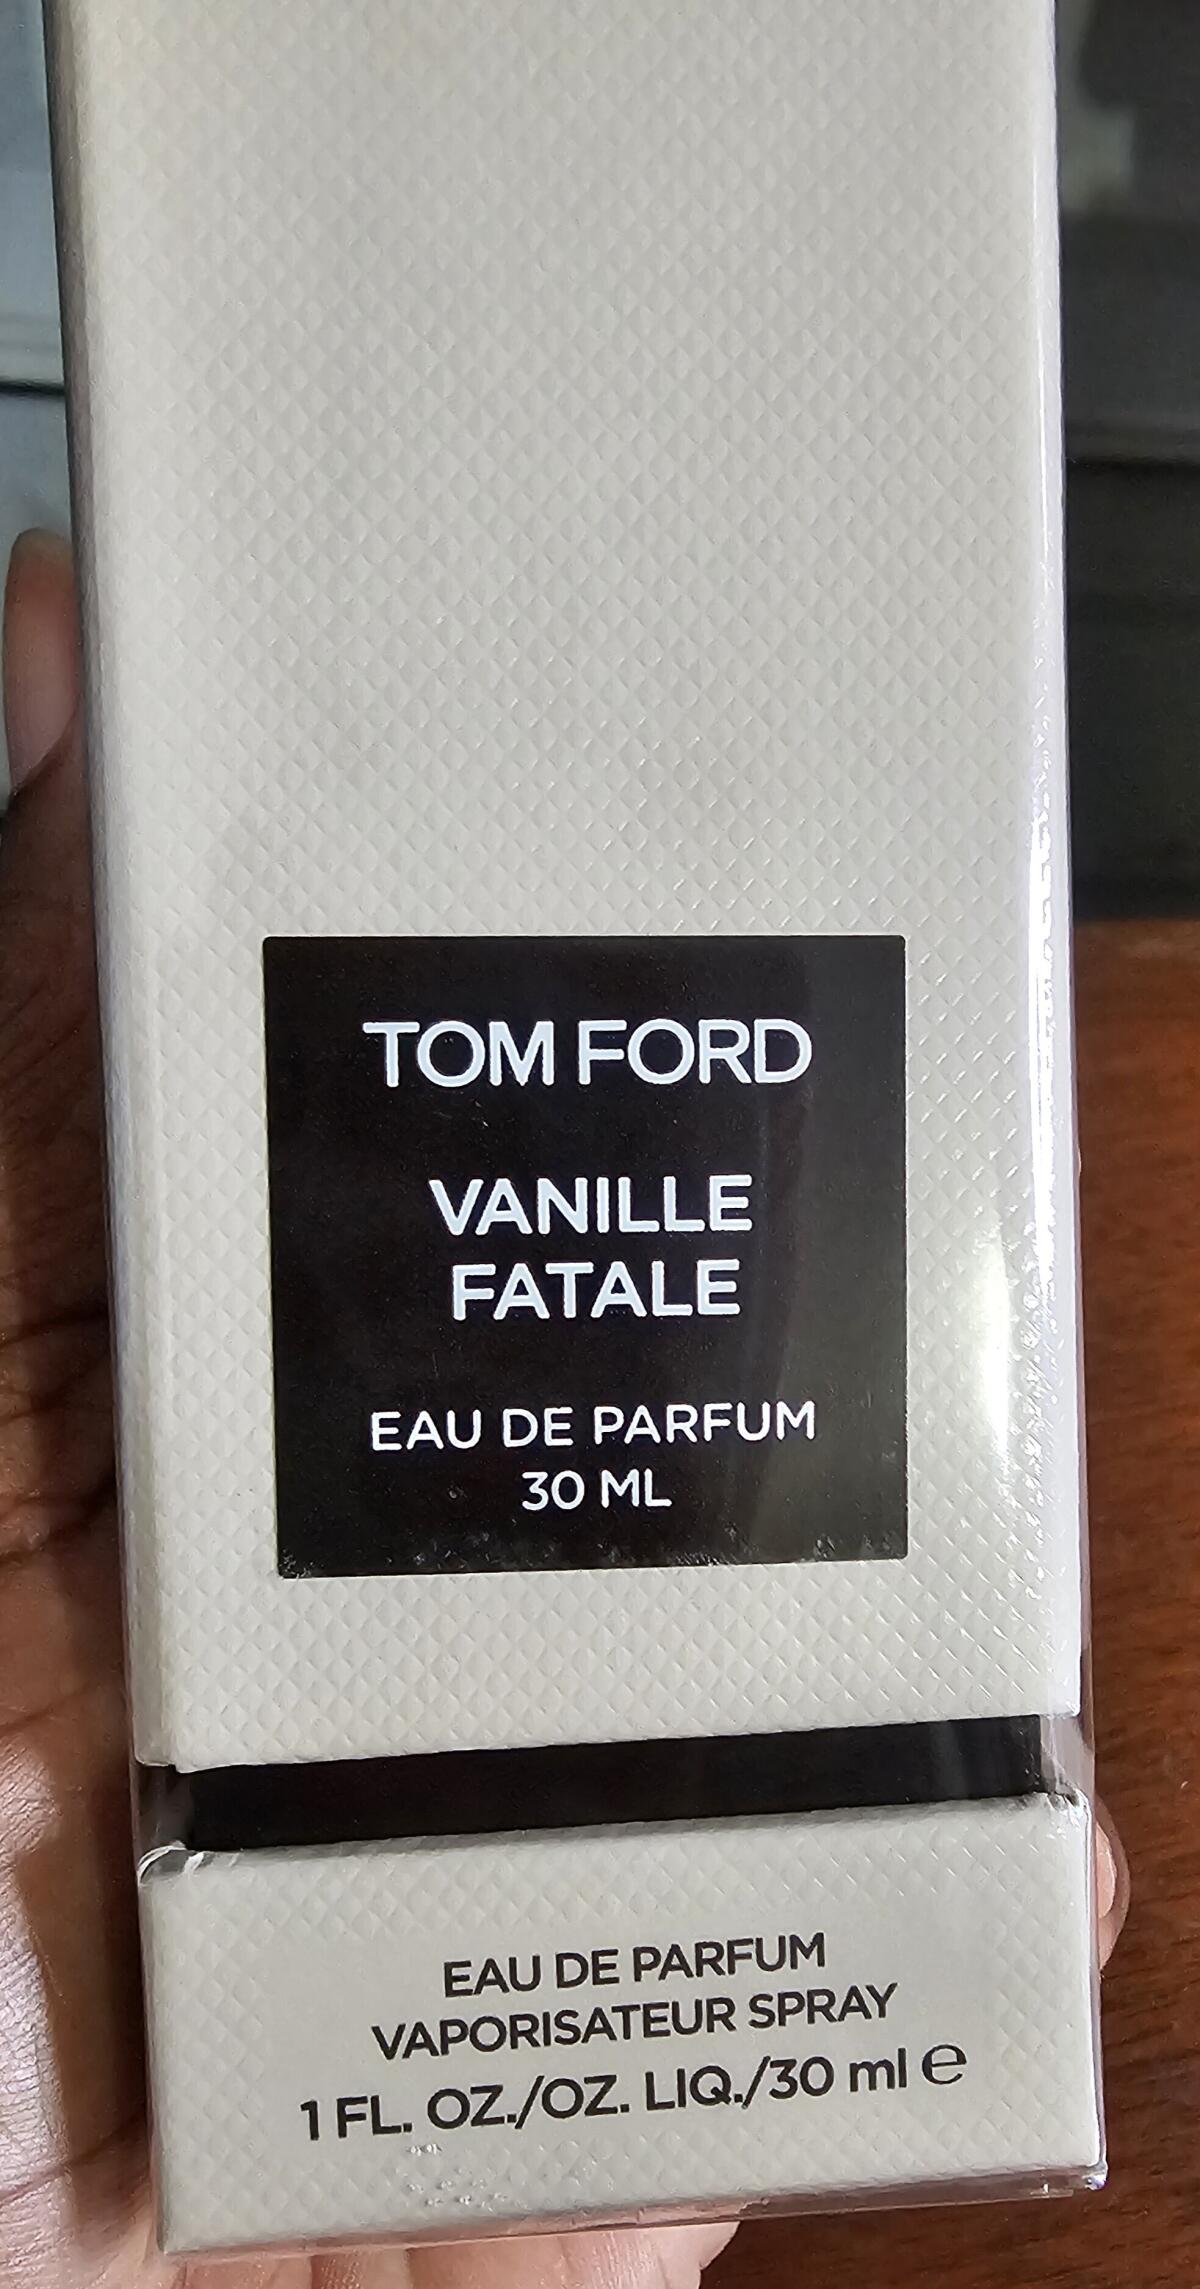 TOM FORD
VANILLE
FATALE
EAU DE PARFUM
30 ML
EAU DE PARFUM
VAPORISATEUR SPRAY
1 FL. OZ./OZ. LIQ./30 ml ℮